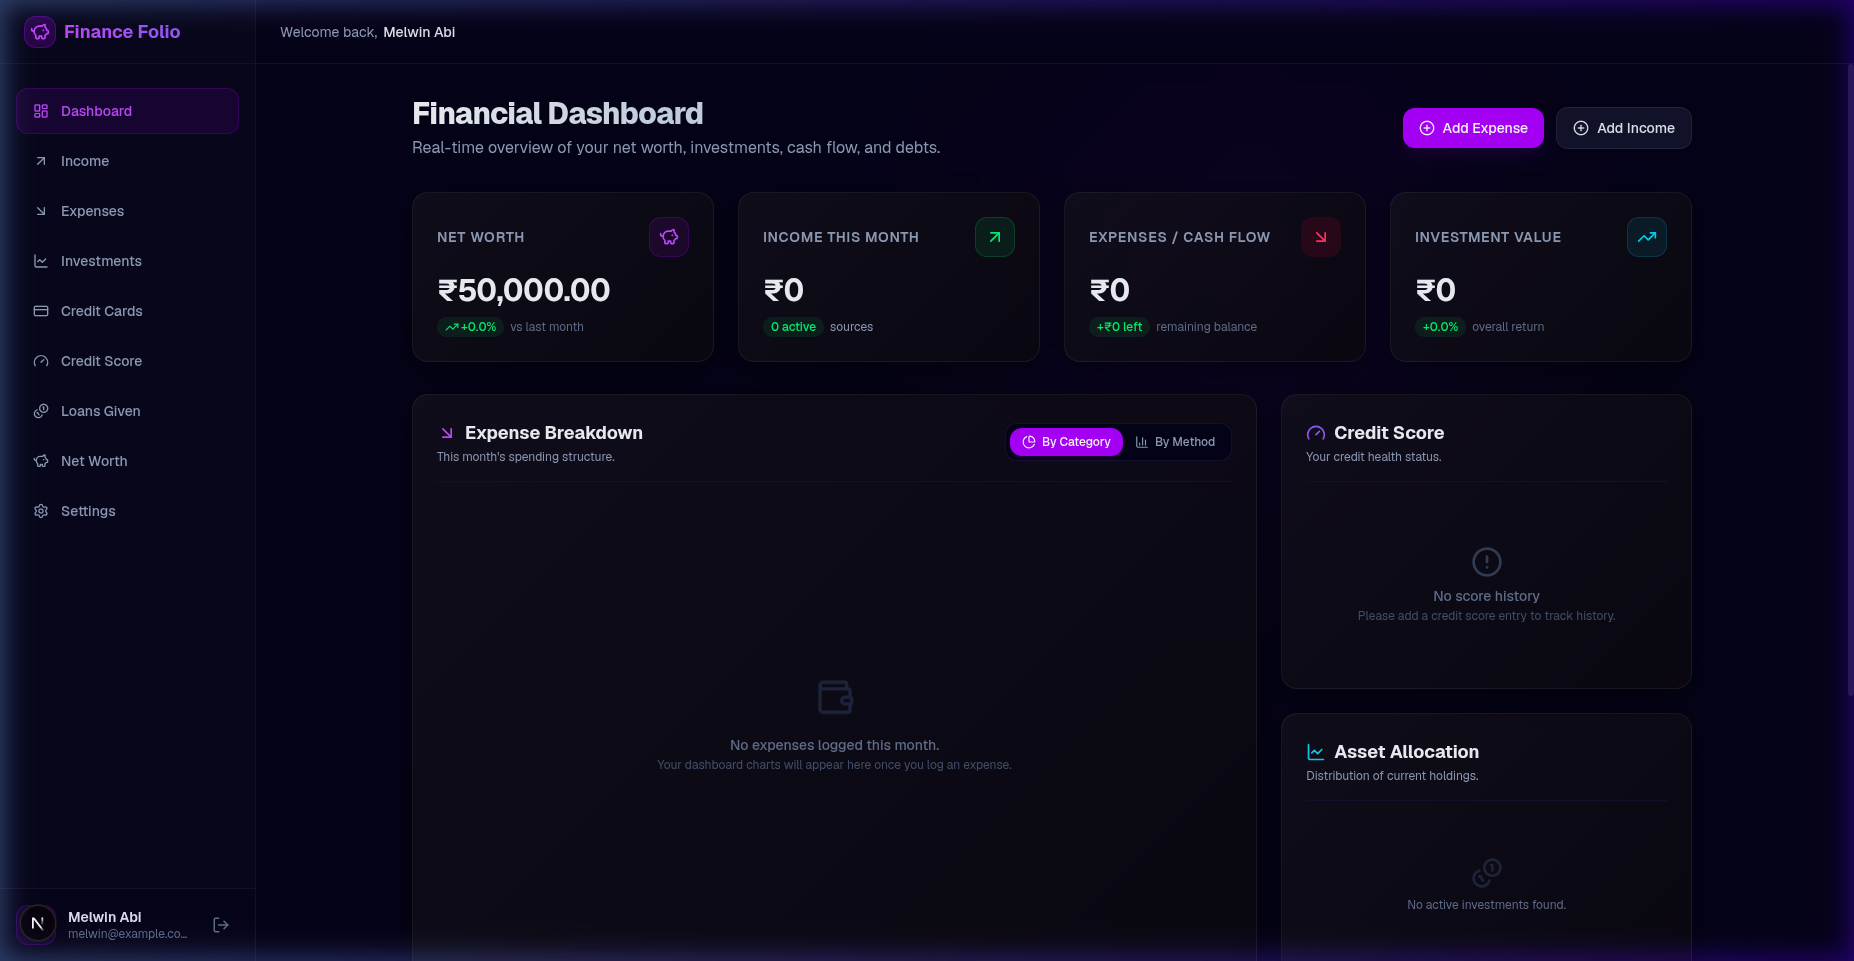 Finance Folio
Welcome back, Melwin Abi
Dashboard
Income
Expenses
Investments
Credit Cards
Credit Score
Loans Given
Net Worth
Settings
N
Melwin Abi
melwin@example.co...
Financial Dashboard
Real-time overview of your net worth, investments, cash flow, and debts.
Add Expense
Add Income
NET WORTH
₹50,000.00
+0.0% vs last month
INCOME THIS MONTH
₹0
0 active sources
EXPENSES / CASH FLOW
₹0
+₹0 left remaining balance
INVESTMENT VALUE
₹0
+0.0% overall return
Expense Breakdown
This month's spending structure.
By Category
By Method
No expenses logged this month.
Your dashboard charts will appear here once you log an expense.
Credit Score
Your credit health status.
No score history
Please add a credit score entry to track history.
Asset Allocation
Distribution of current holdings.
No active investments found.